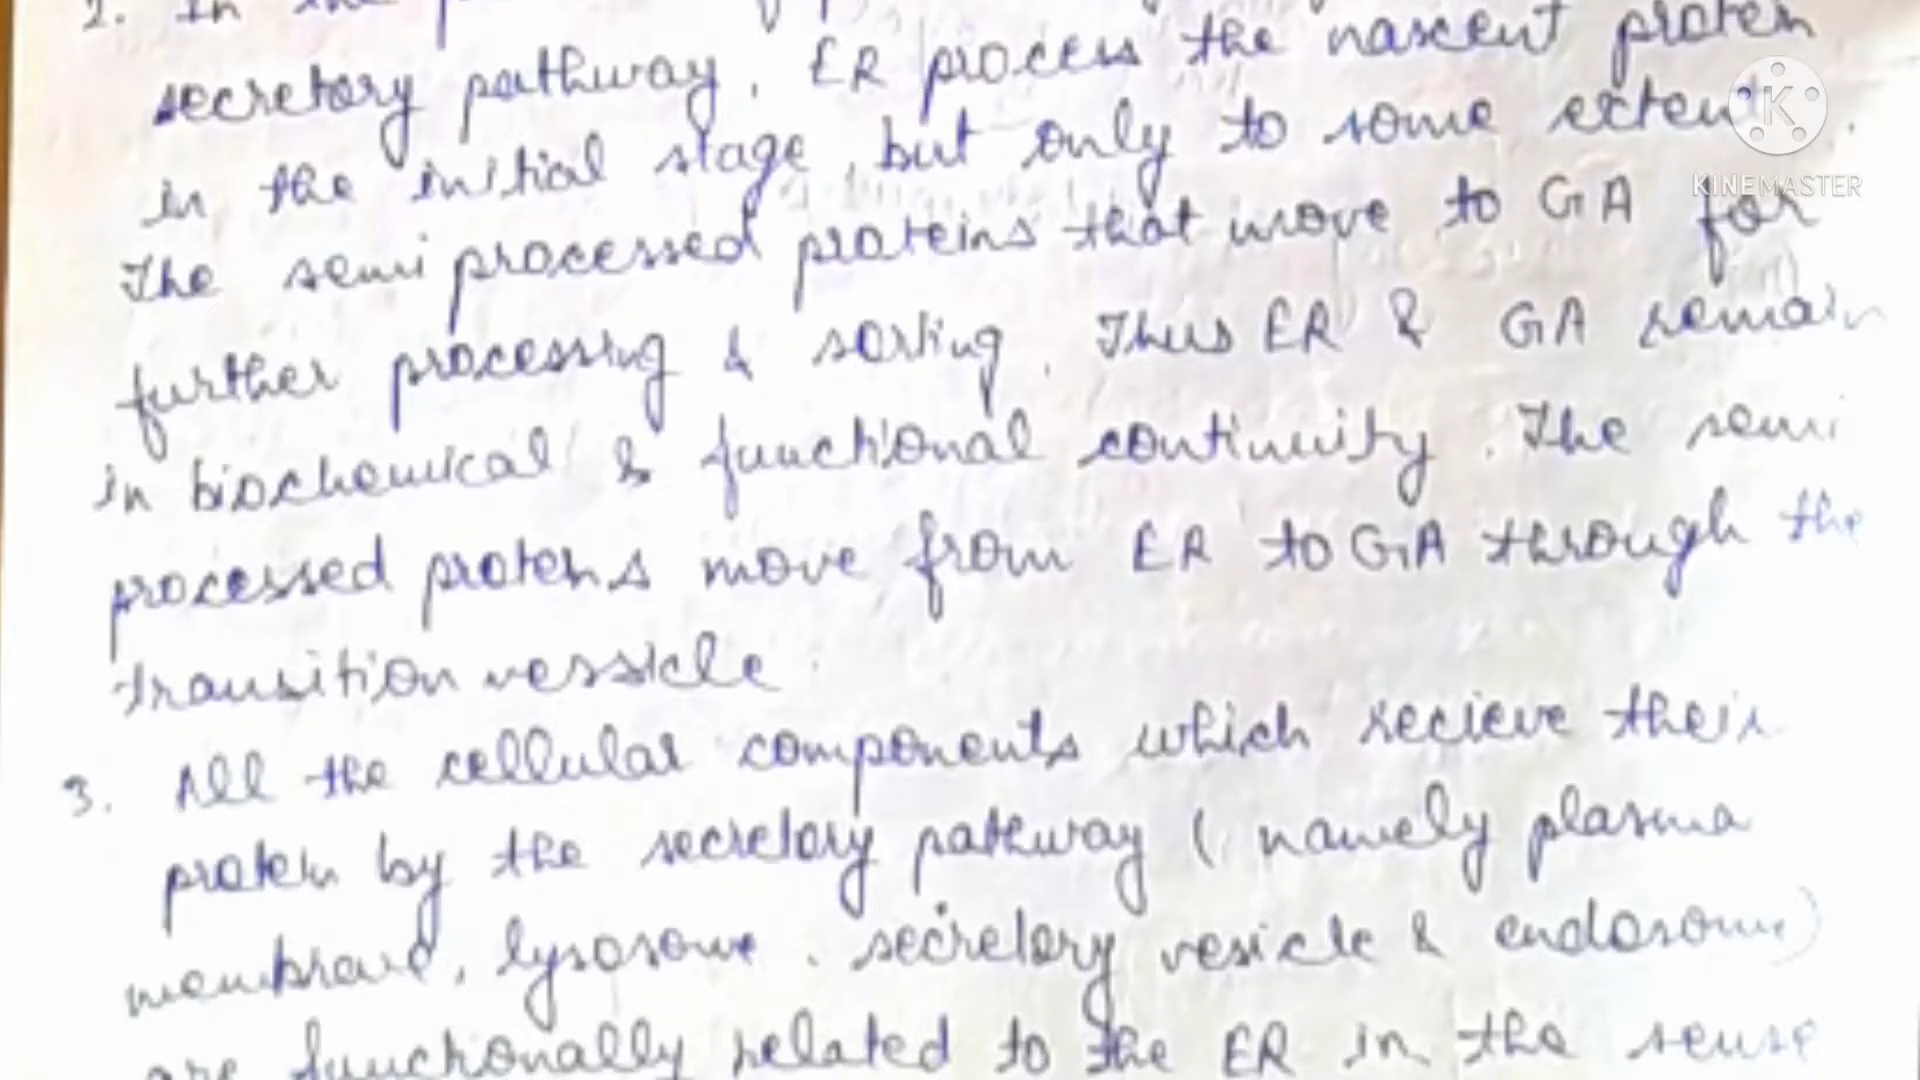 2. In the
secretory pathway, ER process the nascent protein
in the initial stage, but only to some extent.
The semi processed proteins that move to GA for
further processing & sorting. Thus ER & GA remain
in biochemical & functional continuity. The semi
processed proteins move from ER to GA through the
transition vessicle.
3. All the cellular components which recieve their
protein by the secretory pathway (namely plasma
membrane, lysosome, secretory vesicle & endosome)
are functionally related to the ER in the sense
KINEMASTER